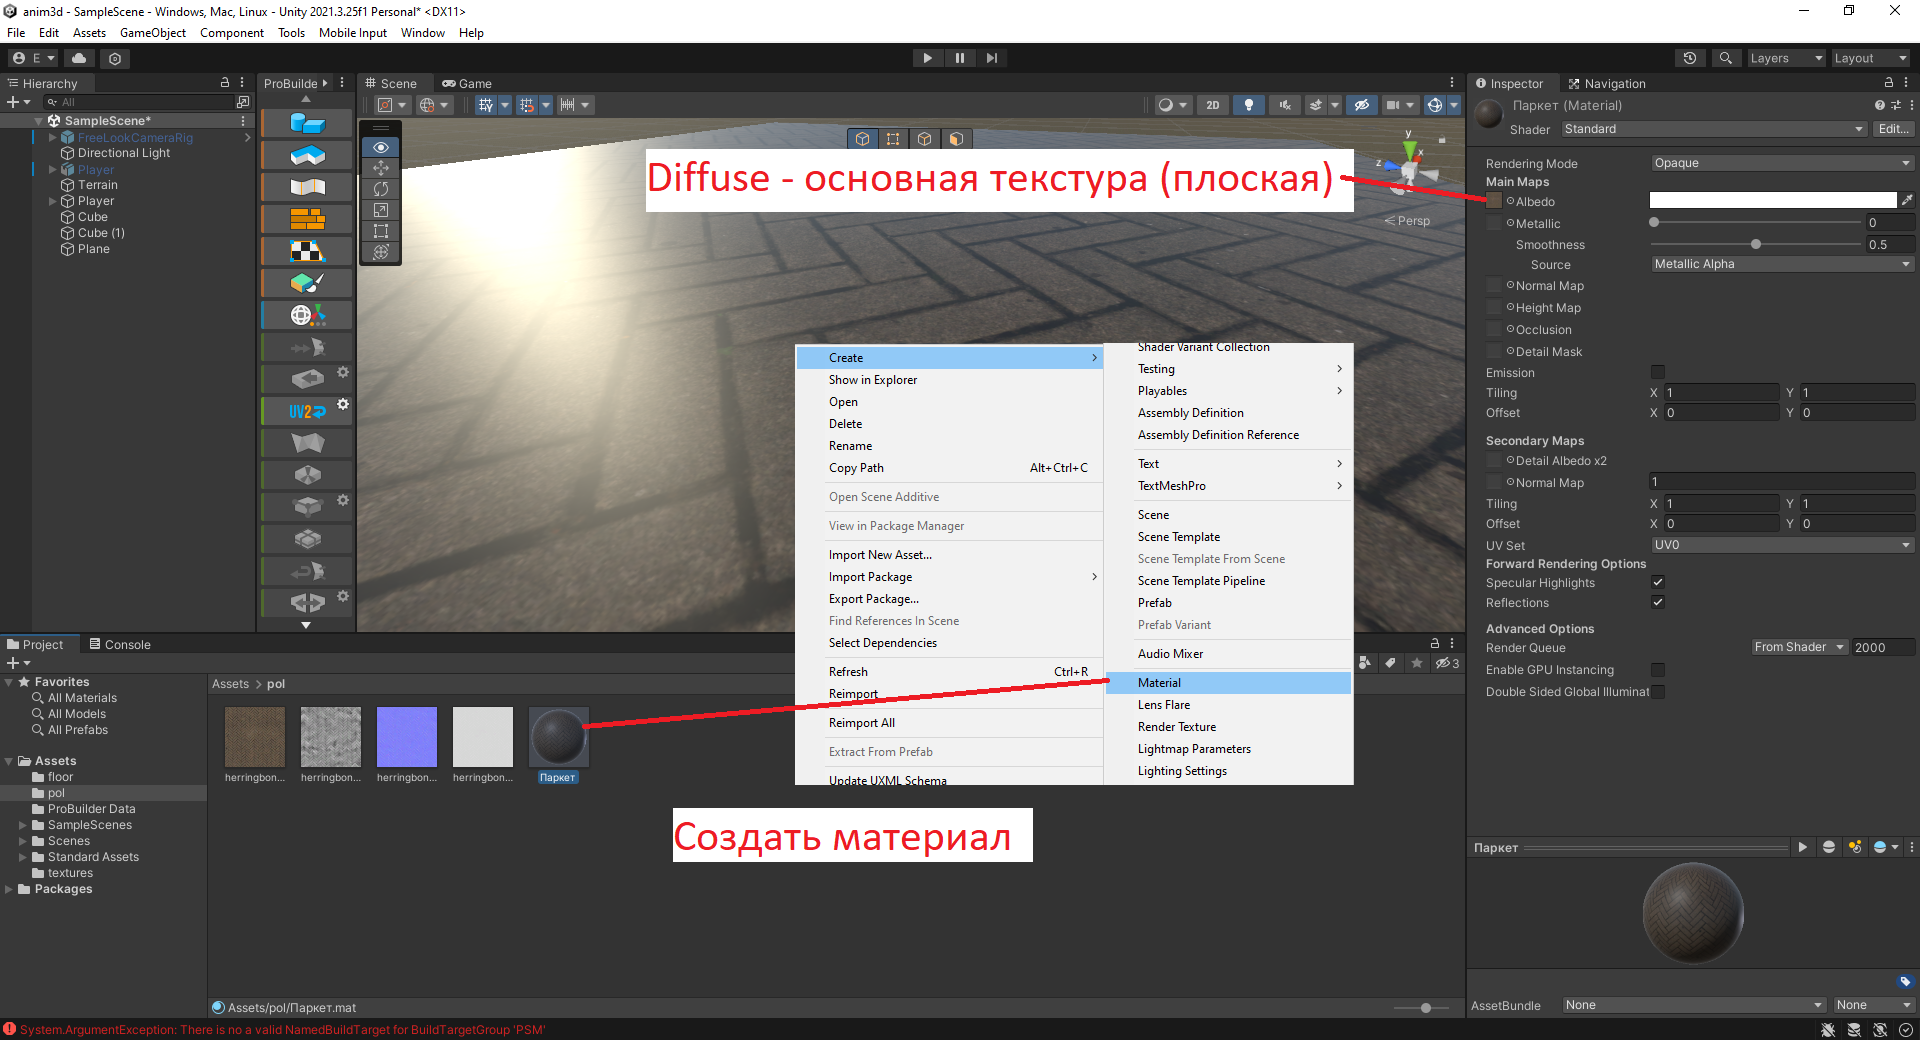 anim3d - SampleScene - Windows, Mac, Linux - Unity 2021.3.25f1 Personal* <DX11>
File Edit Assets GameObject Component Tools Mobile Input Window Help
E Layers Layout
Hierarchy
All
SampleScene*
FreeLookCameraRig
Directional Light
Player
Terrain
Player
Cube
Cube (1)
Plane
ProBuilde
UV2
Scene Game
2D
y
x
z
Persp
Diffuse - основная текстура (плоская)
Create
Show in Explorer
Open
Delete
Rename
Copy Path Alt+Ctrl+C
Open Scene Additive
View in Package Manager
Import New Asset...
Import Package
Export Package...
Find References In Scene
Select Dependencies
Refresh Ctrl+R
Reimport
Reimport All
Extract From Prefab
Update UXML Schema
Shader Variant Collection
Testing
Playables
Assembly Definition
Assembly Definition Reference
Text
TextMeshPro
Scene
Scene Template
Scene Template From Scene
Scene Template Pipeline
Prefab
Prefab Variant
Audio Mixer
Material
Lens Flare
Render Texture
Lightmap Parameters
Lighting Settings
Inspector Navigation
Паркет (Material)
Shader Standard Edit...
Rendering Mode Opaque
Main Maps
Albedo
Metallic 0
Smoothness 0.5
Source Metallic Alpha
Normal Map
Height Map
Occlusion
Detail Mask
Emission
Tiling X 1 Y 1
Offset X 0 Y 0
Secondary Maps
Detail Albedo x2
Normal Map 1
Tiling X 1 Y 1
Offset X 0 Y 0
UV Set UV0
Forward Rendering Options
Specular Highlights
Reflections
Advanced Options
Render Queue From Shader 2000
Enable GPU Instancing
Double Sided Global Illuminat
Паркет
AssetBundle None None
Project Console
3
Favorites
All Materials
All Models
All Prefabs
Assets
floor
pol
ProBuilder Data
SampleScenes
Scenes
Standard Assets
textures
Packages
Assets > pol
herringbon... herringbon... herringbon... herringbon... Паркет
Создать материал
Assets/pol/Паркет.mat
System.ArgumentException: There is no a valid NamedBuildTarget for BuildTargetGroup 'PSM'